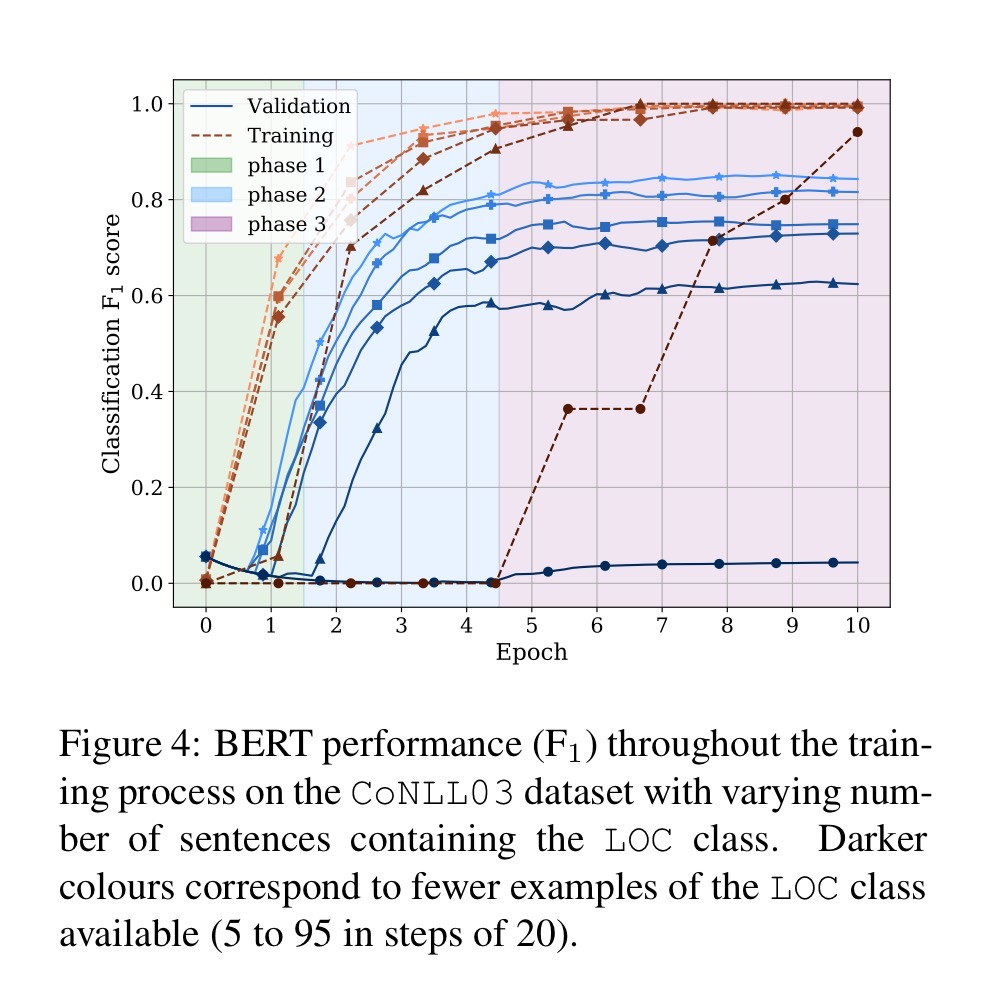 1.0
0.8
0.6
0.4
0.2
0.0
Classification F₁ score
Validation
Training
phase 1
phase 2
phase 3
0 1 2 3 4 5 6 7 8 9 10
Epoch
Figure 4: BERT performance (F₁) throughout the train-
ing process on the CoNLL03 dataset with varying num-
ber of sentences containing the LOC class. Darker
colours correspond to fewer examples of the LOC class
available (5 to 95 in steps of 20).